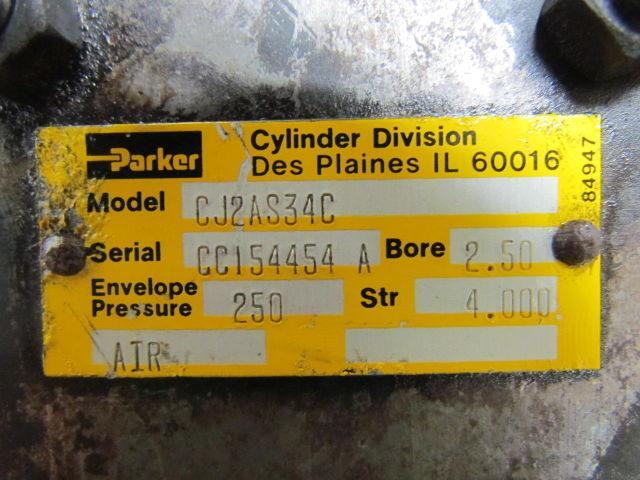 Parker
Cylinder Division
Des Plaines IL 60016
Model CJ2AS34C
Serial CC154454 A Bore 2.50
Envelope Pressure 250 Str 4.000
AIR
84947